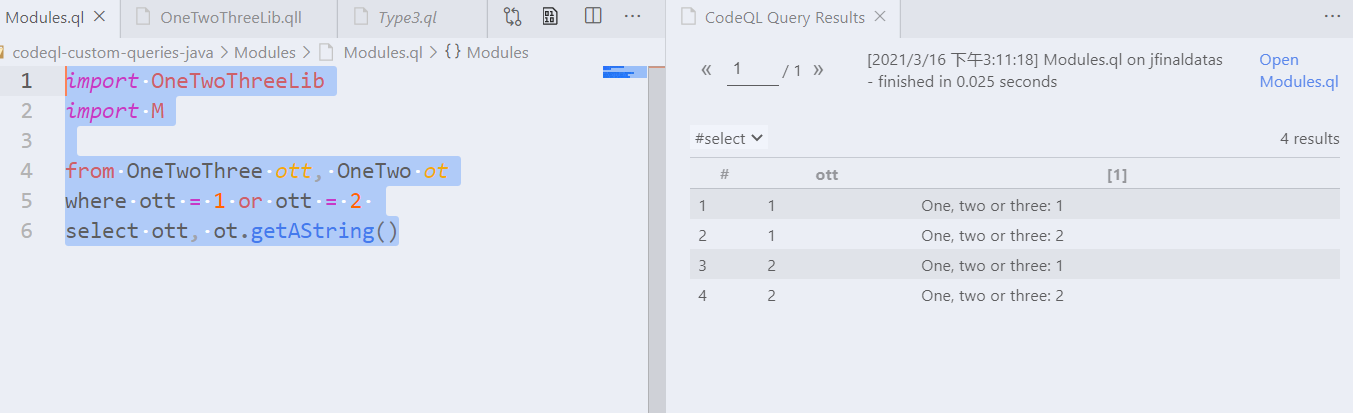 Modules.ql
OneTwoThreeLib.qll
Type3.ql
codeql-custom-queries-java > Modules > Modules.ql > {} Modules
1 import OneTwoThreeLib
2 import M
3
4 from OneTwoThree ott, OneTwo ot
5 where ott = 1 or ott = 2
6 select ott, ot.getAString()
CodeQL Query Results
« 1 / 1 »
[2021/3/16 下午3:11:18] Modules.ql on jfinaldatas
- finished in 0.025 seconds
Open
Modules.ql
#select
4 results
# ott [1]
1 1 One, two or three: 1
2 1 One, two or three: 2
3 2 One, two or three: 1
4 2 One, two or three: 2